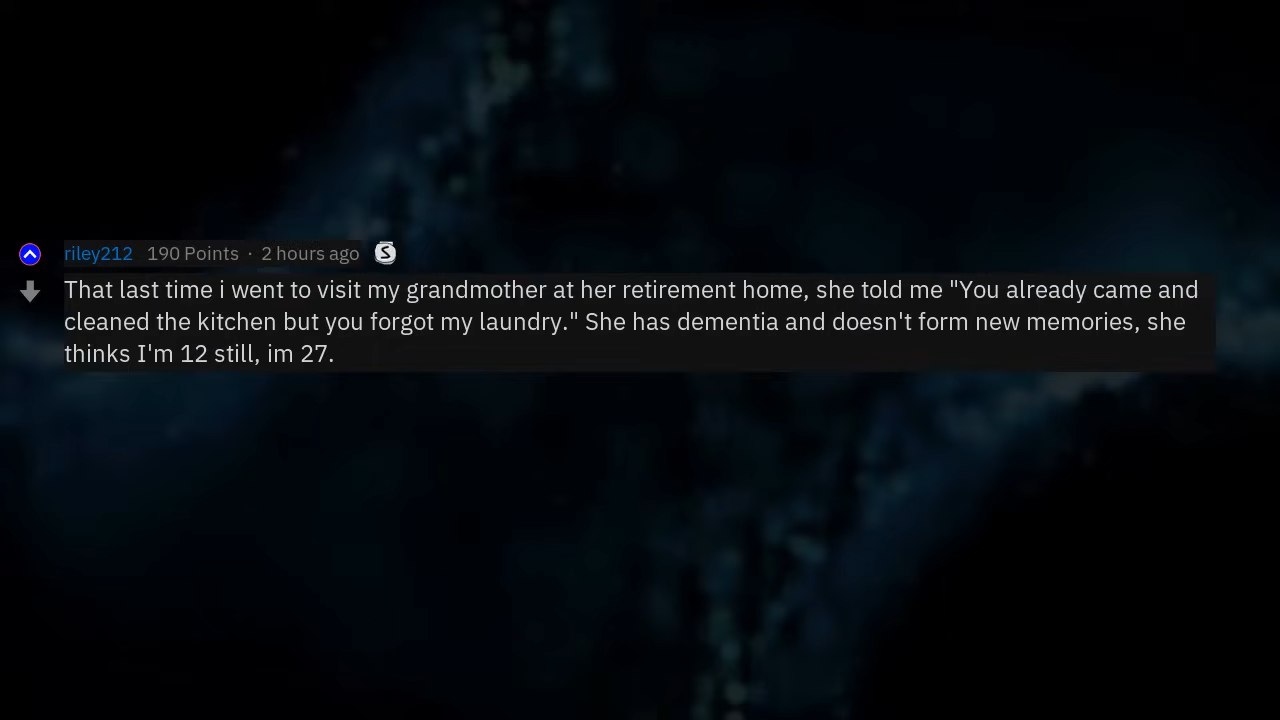 riley212 190 Points · 2 hours ago S
That last time i went to visit my grandmother at her retirement home, she told me "You already came and
cleaned the kitchen but you forgot my laundry." She has dementia and doesn't form new memories, she
thinks I'm 12 still, im 27.